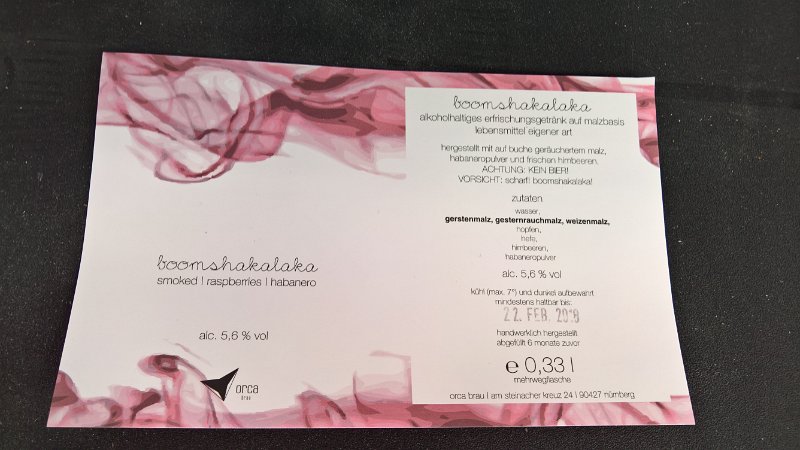 boomshakalaka
smoked | raspberries | habanero
alc. 5,6 % vol
orca
brau
boomshakalaka
alkoholhaltiges erfrischungsgetränk auf malzbasis
lebensmittel eigener art
hergestellt mit auf buche geräuchertem malz,
habaneropulver und frischen himbeeren.
ACHTUNG: KEIN BIER!
VORSICHT: scharf! boomshakalaka!
zutaten
wasser,
gerstenmalz, gesternrauchmalz, weizenmalz,
hopfen,
hefe,
himbeeren,
habaneropulver
alc. 5,6 % vol
kühl (max. 7°) und dunkel aufbewahrt
mindestens haltbar bis:
22. FEB. 2018
handwerklich hergestellt.
abgefüllt 6 monate zuvor
e 0,33 l
mehrwegflasche
orca brau | am steinacher kreuz 24 | 90427 nürnberg